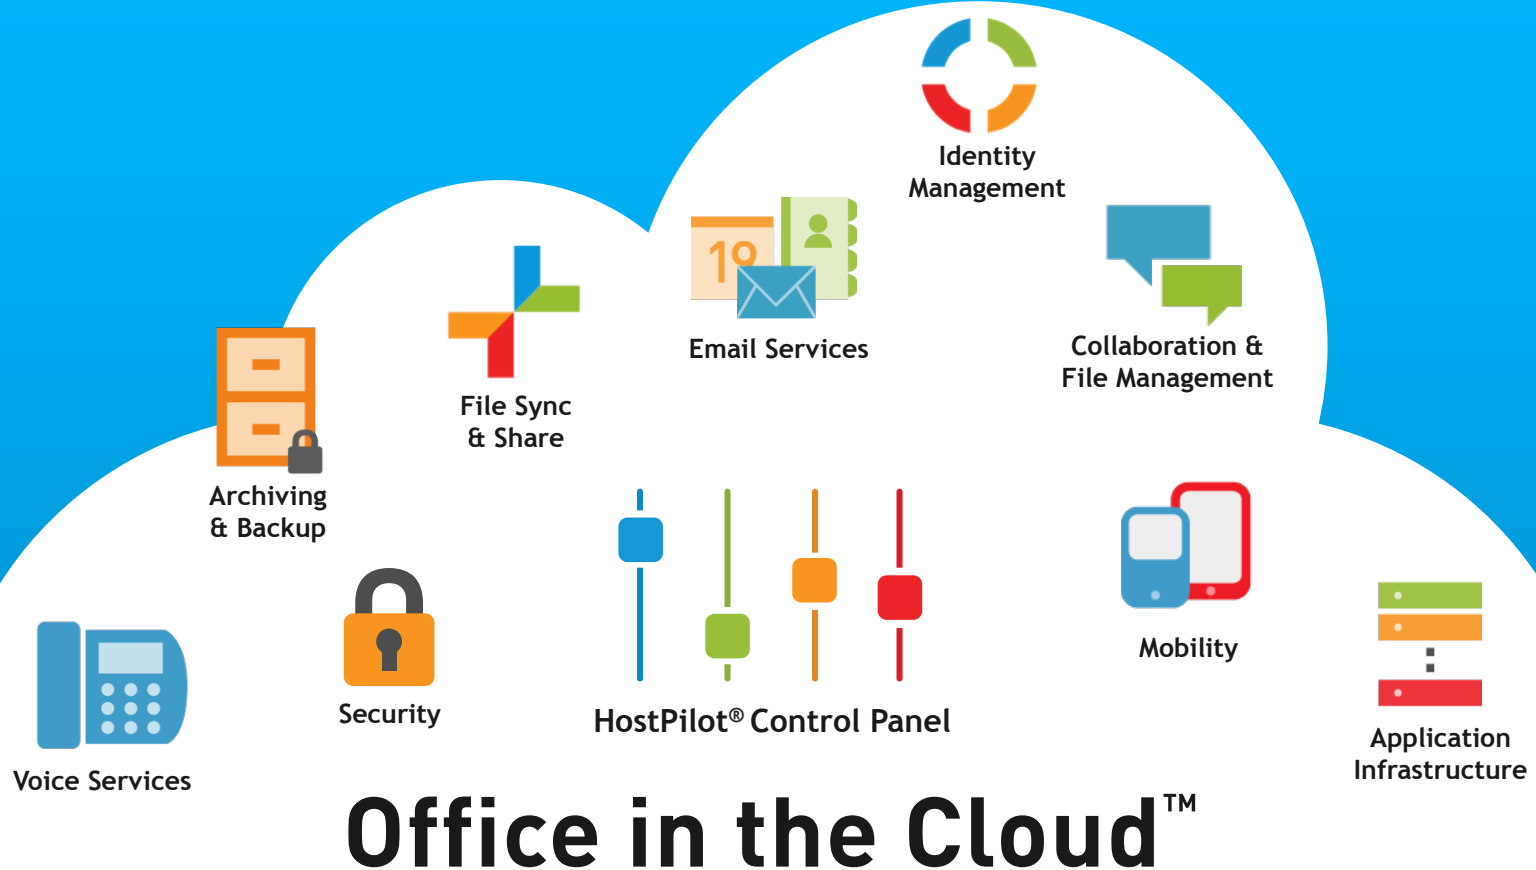 Identity
Management
19
Email Services
Collaboration &
File Management
File Sync
& Share
Archiving
& Backup
Mobility
Security
HostPilot® Control Panel
Application
Infrastructure
Voice Services
Office in the Cloud™